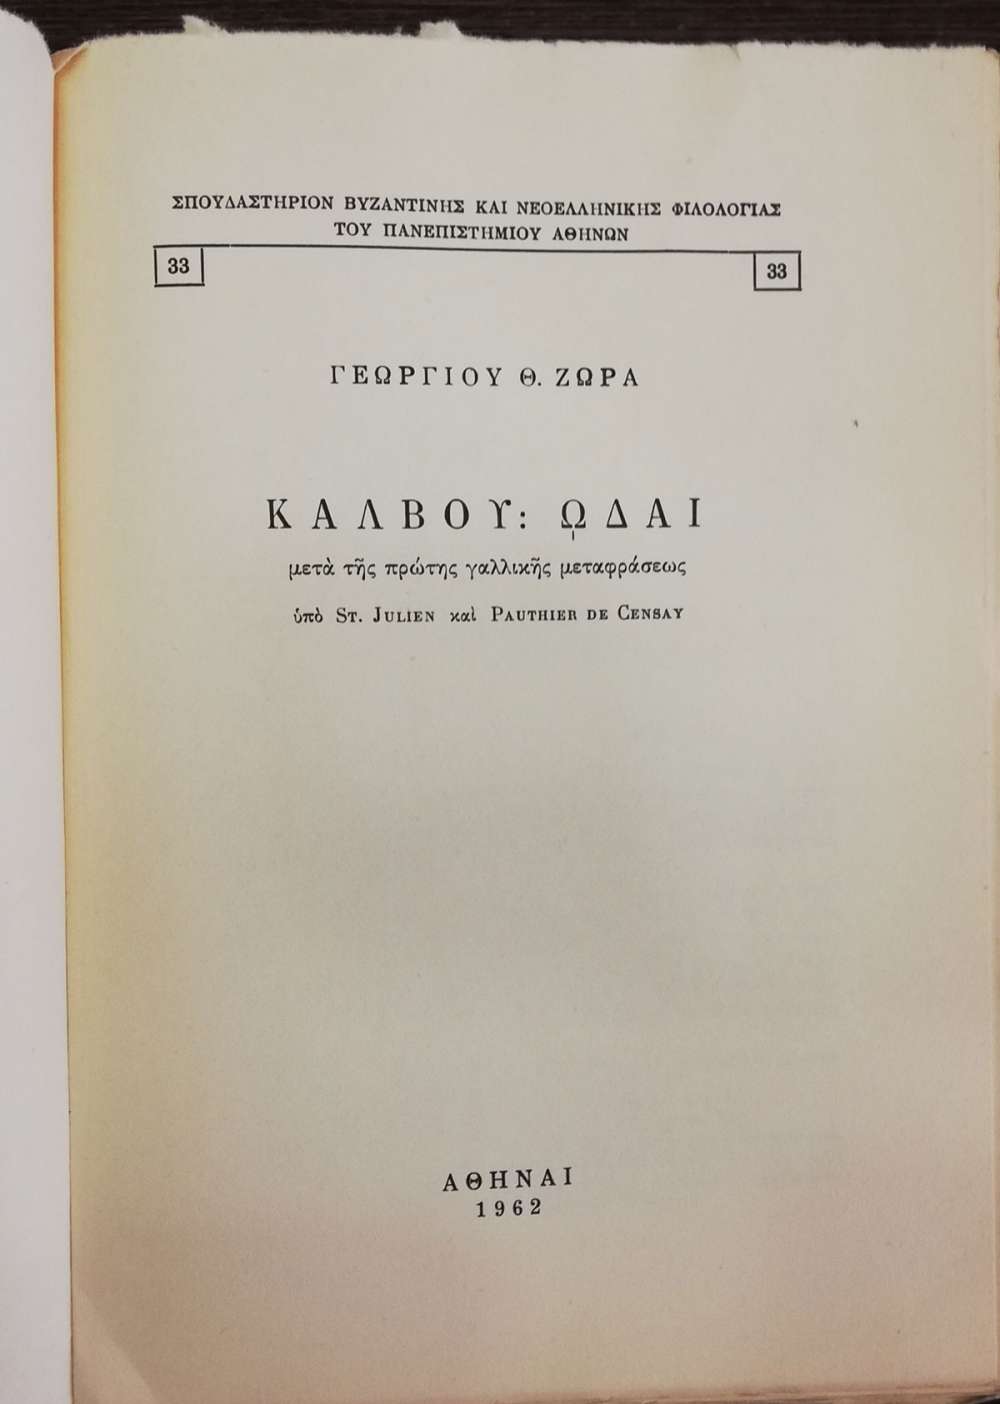 ΣΠΟΥΔΑΣΤΗΡΙΟΝ ΒΥΖΑΝΤΙΝΗΣ ΚΑΙ ΝΕΟΕΛΛΗΝΙΚΗΣ ΦΙΛΟΛΟΓΙΑΣ
ΤΟΥ ΠΑΝΕΠΙΣΤΗΜΙΟΥ ΑΘΗΝΩΝ
33 33
ΓΕΩΡΓΙΟΥ Θ. ΖΩΡΑ
ΚΑΛΒΟΥ: ᾨΔΑΙ
μετὰ τῆς πρώτης γαλλικῆς μεταφράσεως
ὑπὸ ST. JULIEN καὶ PAUTHIER DE CENSAY
ΑΘΗΝΑΙ
1962